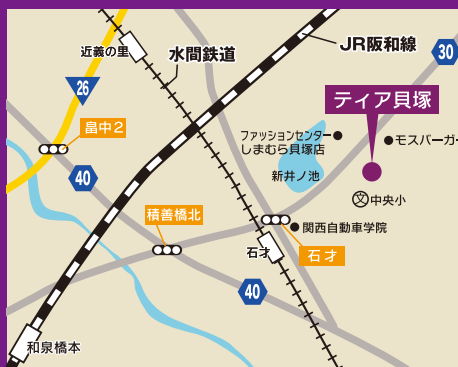 近義の里
水間鉄道
JR阪和線
30
26
ティア貝塚
畠中2
ファッションセンター
しまむら貝塚店
モスバーガー
40
新井ノ池
文
中央小
積善橋北
関西自動車学院
石才
石才
40
和泉橋本